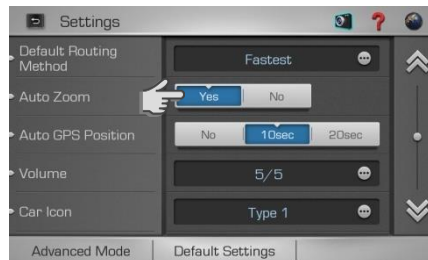 Settings
?
Default Routing
Method
Fastest
Auto Zoom
Yes
No
Auto GPS Position
No
10sec
20sec
Volume
5/5
Car Icon
Type 1
Advanced Mode
Default Settings